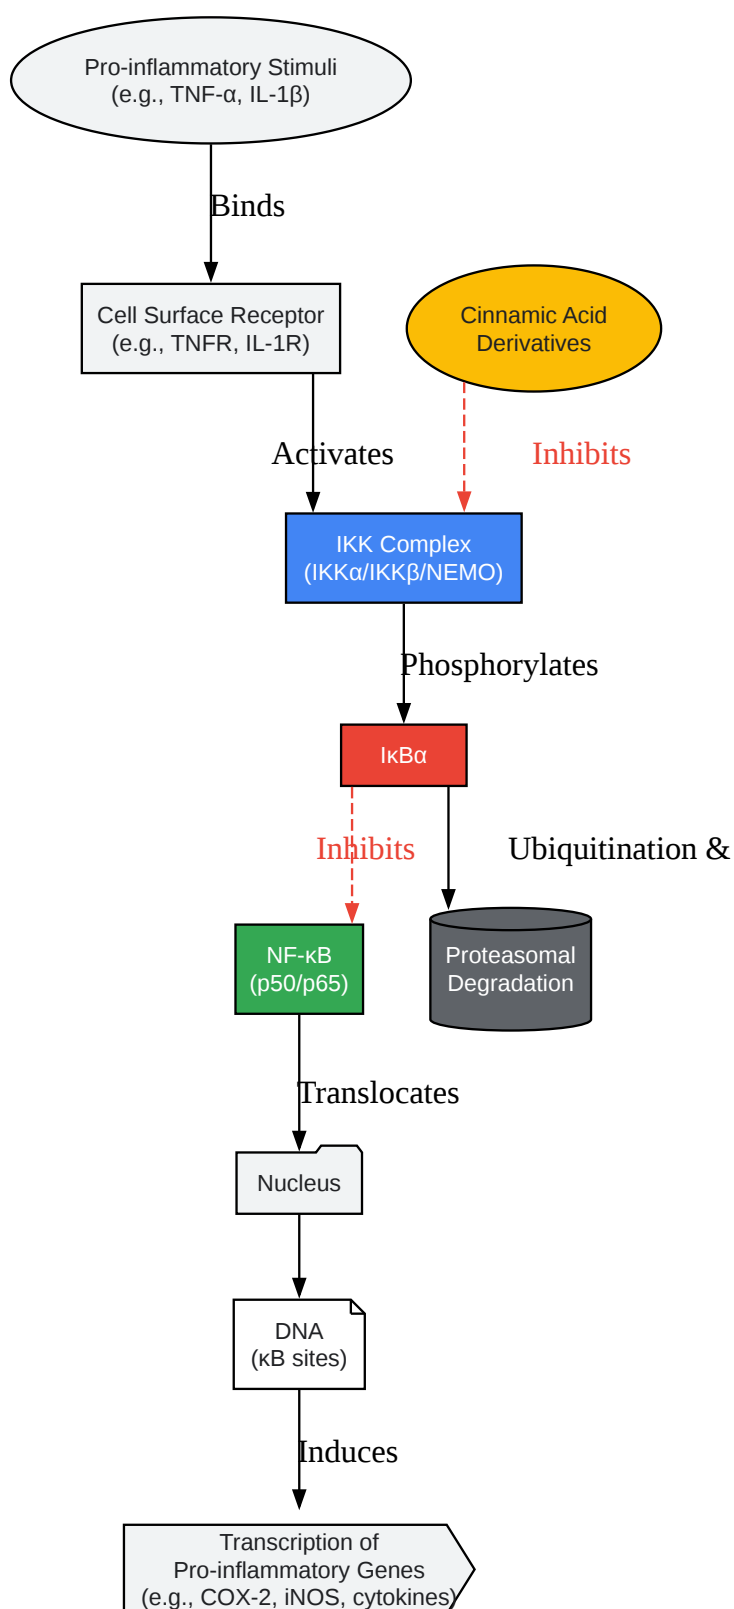 Pro-inflammatory Stimuli
(e.g., TNF-α, IL-1β)
Binds
Cell Surface Receptor
(e.g., TNFR, IL-1R)
Cinnamic Acid
Derivatives
Activates
Inhibits
IKK Complex
(IKKα/IKKβ/NEMO)
Phosphorylates
IκBα
Inhibits
Ubiquitination &
NF-κB
(p50/p65)
Proteasomal
Degradation
Translocates
Nucleus
DNA
(κB sites)
Induces
Transcription of
Pro-inflammatory Genes
(e.g., COX-2, iNOS, cytokines)